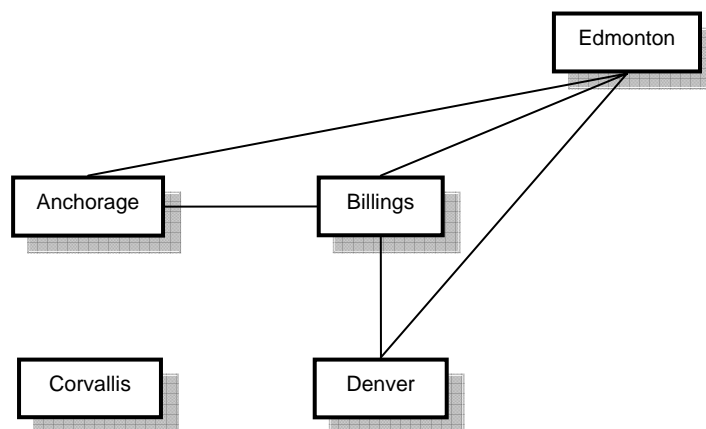 Edmonton
Anchorage
Billings
Corvallis
Denver